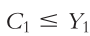 C₁ ≤ Y₁